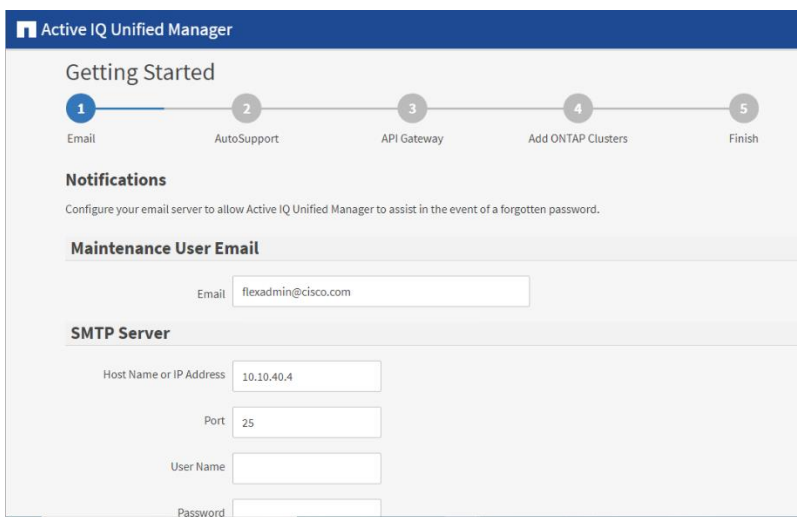 Active IQ Unified Manager
Getting Started
1 2 3 4 5
Email AutoSupport API Gateway Add ONTAP Clusters Finish
Notifications
Configure your email server to allow Active IQ Unified Manager to assist in the event of a forgotten password.
Maintenance User Email
Email flexadmin@cisco.com
SMTP Server
Host Name or IP Address 10.10.40.4
Port 25
User Name
Password